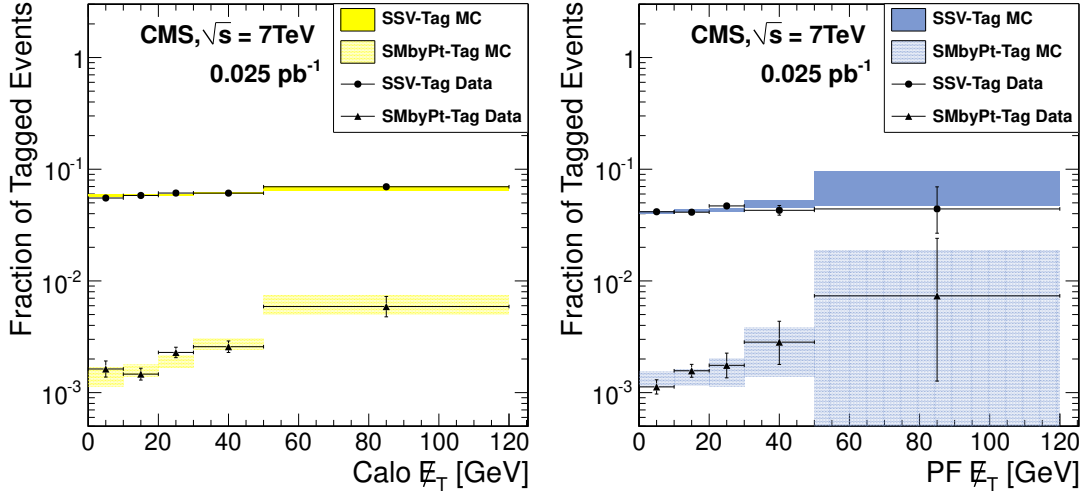 Fraction of Tagged Events
CMS, √s = 7TeV
0.025 pb⁻¹
SSV-Tag MC
SMbyPt-Tag MC
SSV-Tag Data
SMbyPt-Tag Data
1
10⁻¹
10⁻²
10⁻³
0 20 40 60 80 100 120
Calo E̸_T [GeV]
Fraction of Tagged Events
CMS, √s = 7TeV
0.025 pb⁻¹
SSV-Tag MC
SMbyPt-Tag MC
SSV-Tag Data
SMbyPt-Tag Data
1
10⁻¹
10⁻²
10⁻³
0 20 40 60 80 100 120
PF E̸_T [GeV]